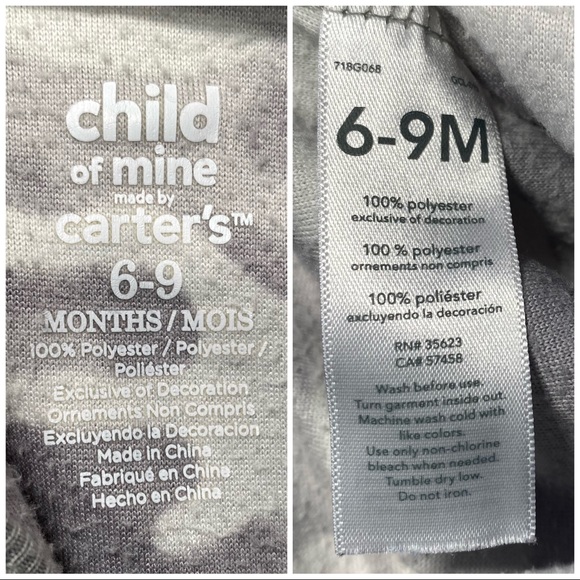 child
of mine
made by
carter's™
6-9
MONTHS / MOIS
100% Polyester / Polyester /
Poliéster
Exclusive of Decoration
Ornements Non Compris
Excluyendo la Decoracion
Made in China
Fabriqué en China
Hecho en China
718G068
6-9M
100% polyester
exclusive of decoration
100 % polyester
ornements non compris
100% poliéster
excluyendo la decoración
RN# 35623
CA# 57458
Wash before use.
Turn garment inside out.
Machine wash cold with
like colors.
Use only non-chlorine
bleach when needed.
Tumble dry low.
Do not iron.